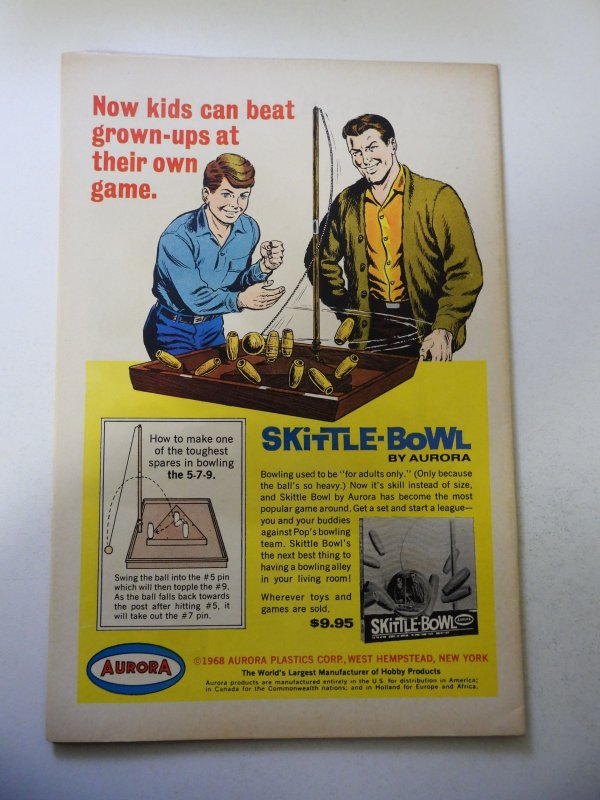 Now kids can beat
grown-ups at
their own
game.
How to make one
of the toughest
spares in bowling
the 5-7-9.
Swing the ball into the #5 pin
which will then topple the #9.
As the ball falls back towards
the post after hitting #5, it
will take out the #7 pin.
SKiTTLE-BoWL
BY AURORA
Bowling used to be "for adults only." (Only because
the ball's so heavy.) Now it's skill instead of size,
and Skittle Bowl by Aurora has become the most
popular game around. Get a set and start a league—
you and your buddies
against Pop's bowling
team. Skittle Bowl's
the next best thing to
having a bowling alley
in your living room!
Wherever toys and
games are sold.
$9.95
SKiTTLE-BoWL
AURORA
©1968 AURORA PLASTICS CORP., WEST HEMPSTEAD, NEW YORK
The World's Largest Manufacturer of Hobby Products
Aurora products are manufactured entirely in the U.S. for distribution in America;
in Canada for the Commonwealth nations; and in Holland for Europe and Africa.